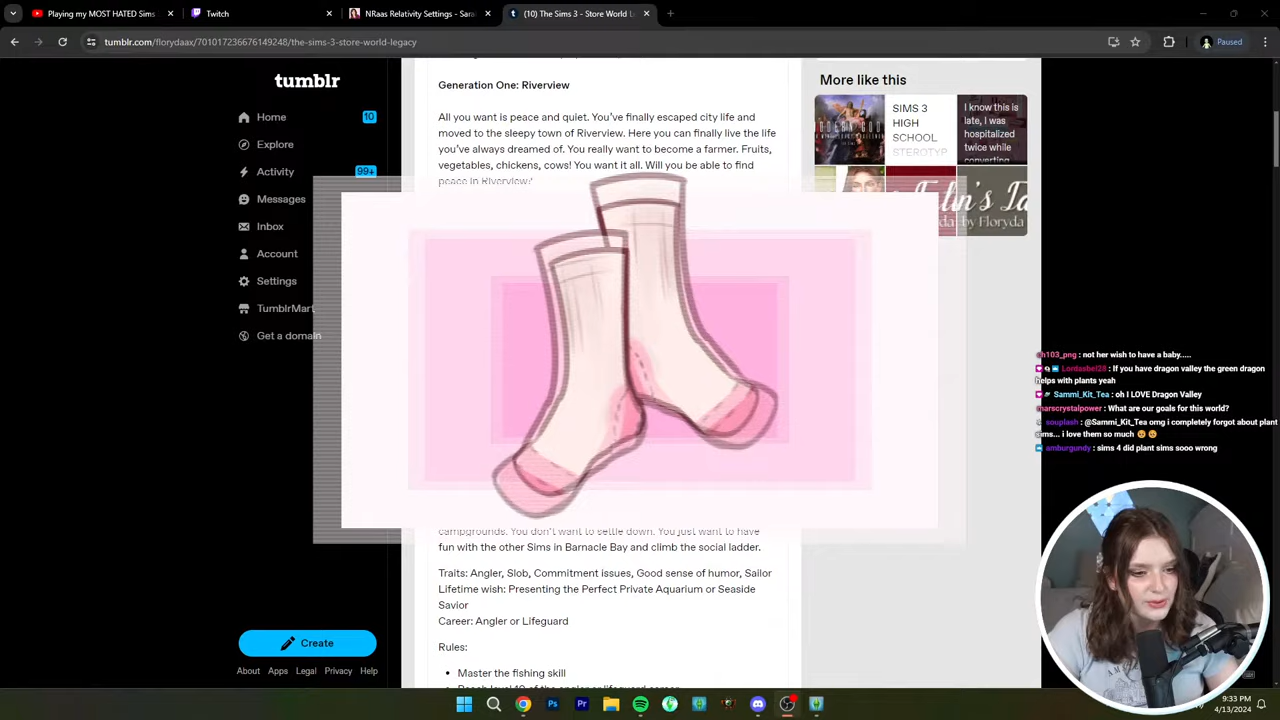 Playing my MOST HATED Sims
Twitch
NRaas Relativity Settings - Sara
(10) The Sims 3 - Store World L
tumblr.com/florydaax/701017236676149248/the-sims-3-store-world-legacy
Paused
tumblr
Home 10
Explore
Activity 99+
Messages
Inbox
Account
Settings
TumblrMart
Get a domain
Create
About Apps Legal Privacy Help
Generation One: Riverview
All you want is peace and quiet. You've finally escaped city life and
moved to the sleepy town of Riverview. Here you can finally live the life
you've always dreamed of. You really want to become a farmer. Fruits,
vegetables, chickens, cows! You want it all. Will you be able to find
peace in Riverview?
campgrounds. You don't want to settle down. You just want to have
fun with the other Sims in Barnacle Bay and climb the social ladder.
Traits: Angler, Slob, Commitment issues, Good sense of humor, Sailor
Lifetime wish: Presenting the Perfect Private Aquarium or Seaside
Savior
Career: Angler or Lifeguard
Rules:
• Master the fishing skill
More like this
SIMS 3
HIGH
SCHOOL
STEROTYP
I know this is
late, I was
hospitalized
twice while
converting
by Floryda
sh103_png : not her wish to have a baby.....
Lordasbel28 : If you have dragon valley the green dragon
helps with plants yeah
Sammi_Kit_Tea : oh I LOVE Dragon Valley
marscrystalpower : What are our goals for this world?
souplash : @Sammi_Kit_Tea omg i completely forgot about plant
sims... i love them so much
amburgundy : sims 4 did plant sims sooo wrong
9:33 PM
4/13/2024